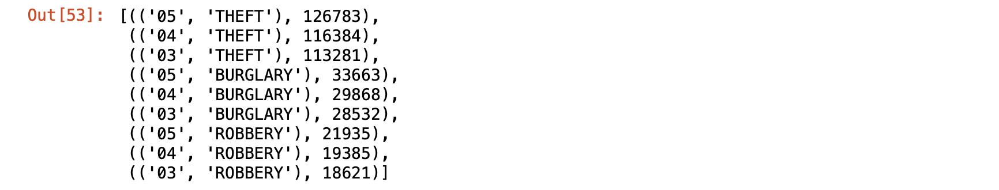 Out[53]: [(('05', 'THEFT'), 126783),
(('04', 'THEFT'), 116384),
(('03', 'THEFT'), 113281),
(('05', 'BURGLARY'), 33663),
(('04', 'BURGLARY'), 29868),
(('03', 'BURGLARY'), 28532),
(('05', 'ROBBERY'), 21935),
(('04', 'ROBBERY'), 19385),
(('03', 'ROBBERY'), 18621)]